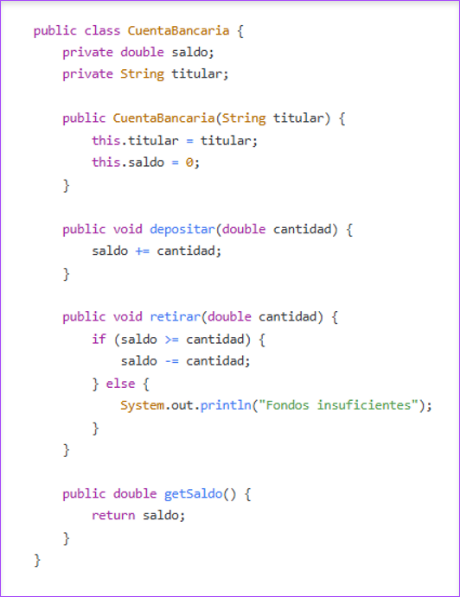 public class CuentaBancaria {
    private double saldo;
    private String titular;

    public CuentaBancaria(String titular) {
        this.titular = titular;
        this.saldo = 0;
    }

    public void depositar(double cantidad) {
        saldo += cantidad;
    }

    public void retirar(double cantidad) {
        if (saldo >= cantidad) {
            saldo -= cantidad;
        } else {
            System.out.println("Fondos insuficientes");
        }
    }

    public double getSaldo() {
        return saldo;
    }
}